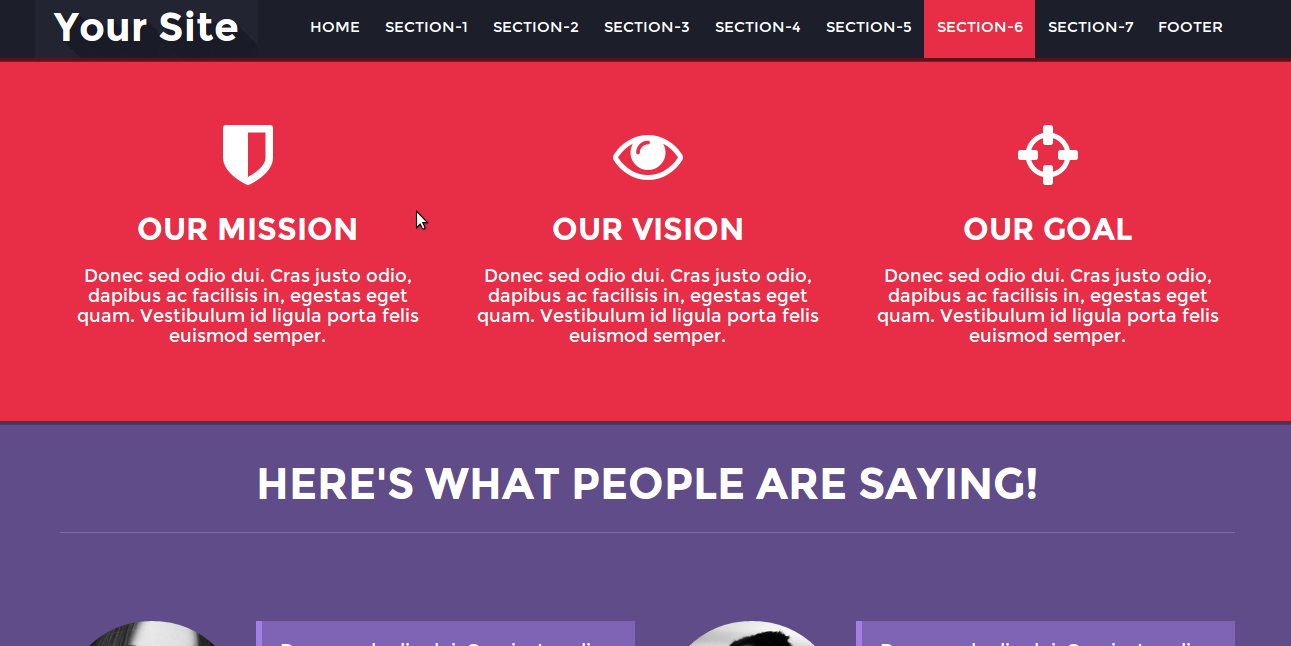 Your Site
HOME SECTION-1 SECTION-2 SECTION-3 SECTION-4 SECTION-5 SECTION-6 SECTION-7 FOOTER
OUR MISSION
Donec sed odio dui. Cras justo odio,
dapibus ac facilisis in, egestas eget
quam. Vestibulum id ligula porta felis
euismod semper.
OUR VISION
Donec sed odio dui. Cras justo odio,
dapibus ac facilisis in, egestas eget
quam. Vestibulum id ligula porta felis
euismod semper.
OUR GOAL
Donec sed odio dui. Cras justo odio,
dapibus ac facilisis in, egestas eget
quam. Vestibulum id ligula porta felis
euismod semper.
HERE'S WHAT PEOPLE ARE SAYING!